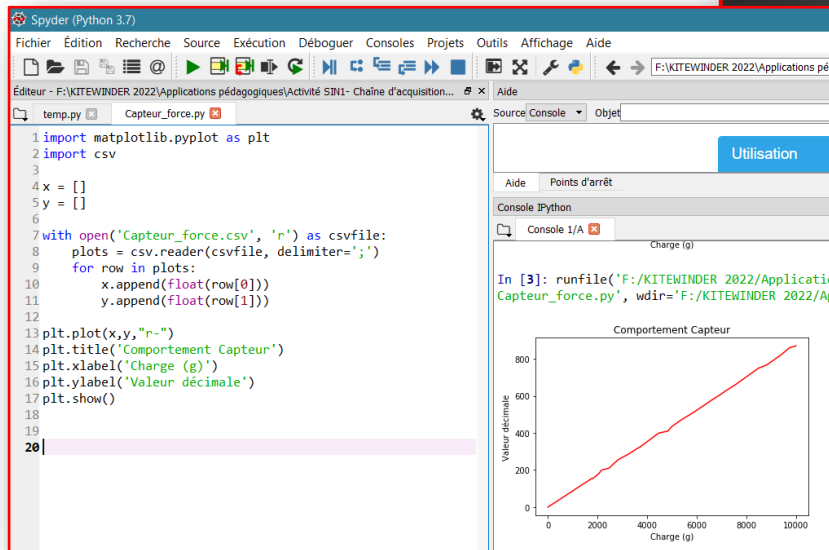 Spyder (Python 3.7)
Fichier Édition Recherche Source Exécution Déboguer Consoles Projets Outils Affichage Aide
F:\KITEWINDER 2022\Applications pé
Éditeur - F:\KITEWINDER 2022\Applications pédagogiques\Activité SIN1- Chaîne d'acquisition...
temp.py Capteur_force.py
1 import matplotlib.pyplot as plt
2 import csv
3
4 x = []
5 y = []
6
7 with open('Capteur_force.csv', 'r') as csvfile:
8     plots = csv.reader(csvfile, delimiter=';')
9     for row in plots:
10         x.append(float(row[0]))
11         y.append(float(row[1]))
12
13 plt.plot(x,y,"r-")
14 plt.title('Comportement Capteur')
15 plt.xlabel('Charge (g)')
16 plt.ylabel('Valeur décimale')
17 plt.show()
18
19
20
Aide
Source Console Objet
Utilisation
Aide Points d'arrêt
Console IPython
Console 1/A
Charge (g)
In [3]: runfile('F:/KITEWINDER 2022/Applicatio
Capteur_force.py', wdir='F:/KITEWINDER 2022/A
Comportement Capteur
Valeur décimale
800
600
400
200
0
0 2000 4000 6000 8000 10000
Charge (g)